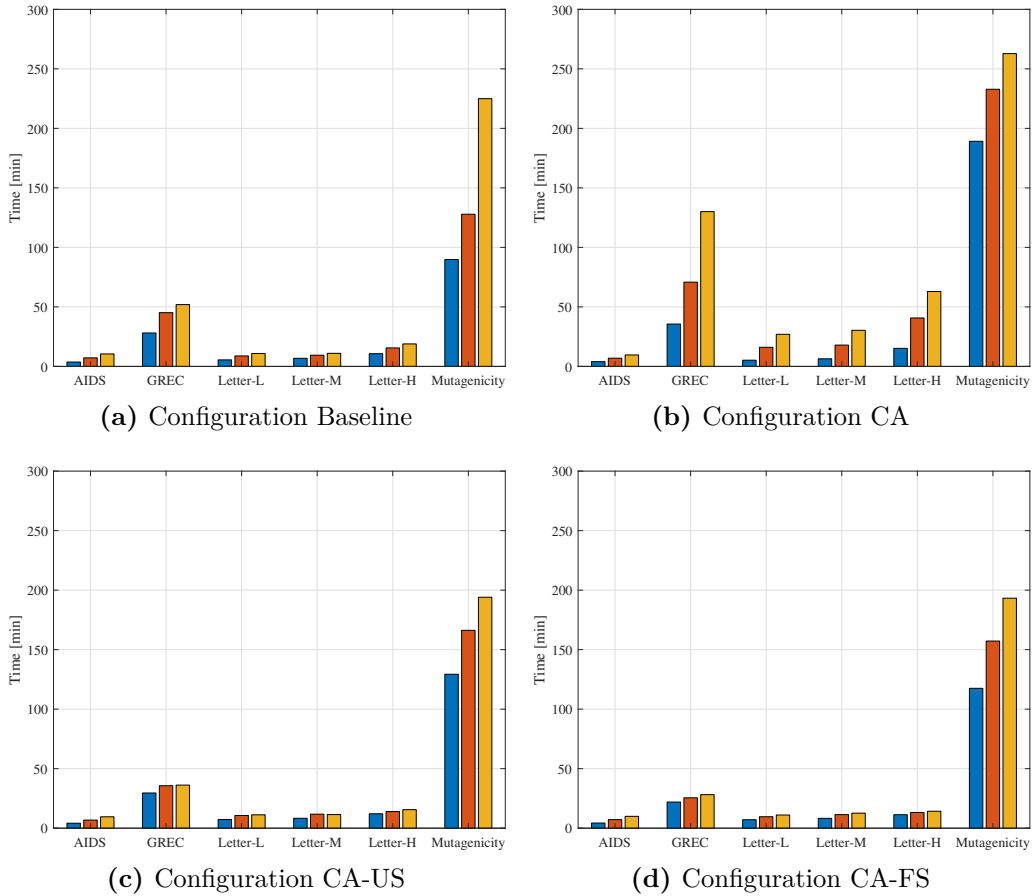 300
250
200
150
100
50
0
Time [min]
AIDS GREC Letter-L Letter-M Letter-H Mutagenicity
(a) Configuration Baseline
300
250
200
150
100
50
0
Time [min]
AIDS GREC Letter-L Letter-M Letter-H Mutagenicity
(b) Configuration CA
300
250
200
150
100
50
0
Time [min]
AIDS GREC Letter-L Letter-M Letter-H Mutagenicity
(c) Configuration CA-US
300
250
200
150
100
50
0
Time [min]
AIDS GREC Letter-L Letter-M Letter-H Mutagenicity
(d) Configuration CA-FS